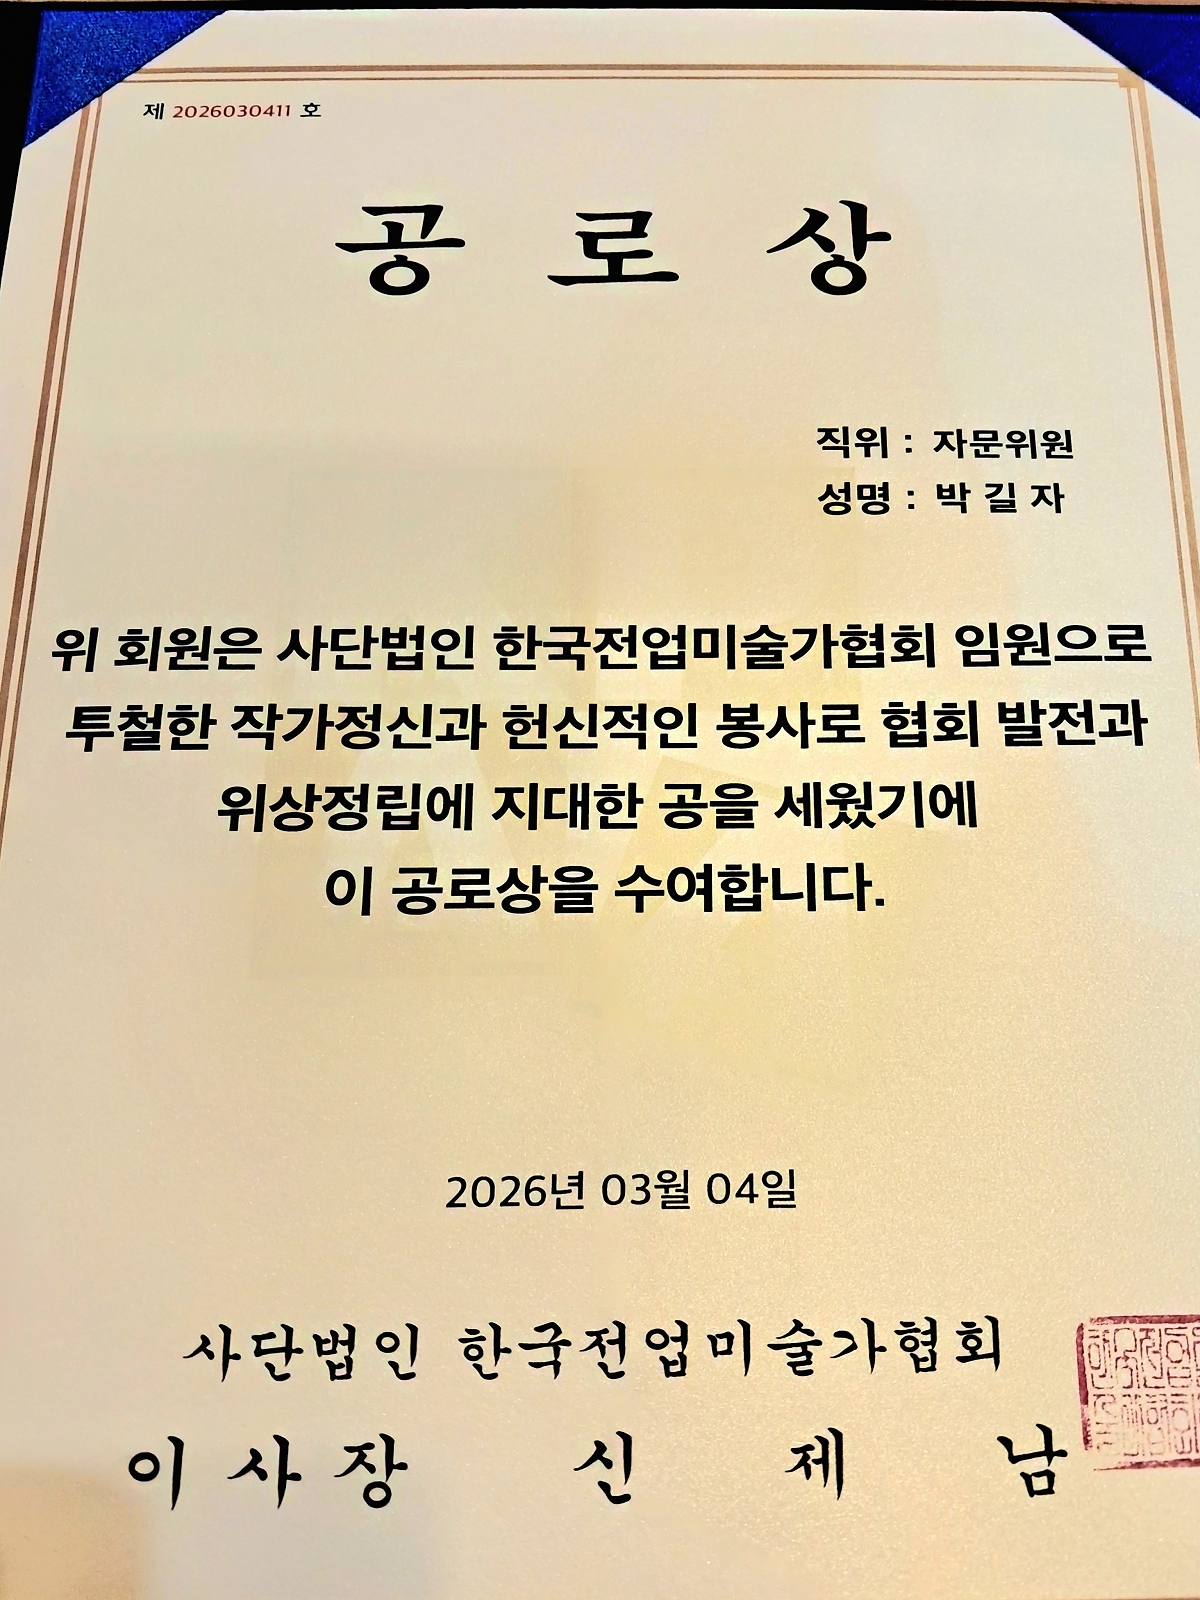 제 2026030411 호
공 로 상
직위 : 자문위원
성명 : 박 길 자
위 회원은 사단법인 한국전업미술가협회 임원으로
투철한 작가정신과 헌신적인 봉사로 협회 발전과
위상정립에 지대한 공을 세웠기에
이 공로상을 수여합니다.
2026년 03월 04일
사단법인 한국전업미술가협회
이 사 장 신 제 남